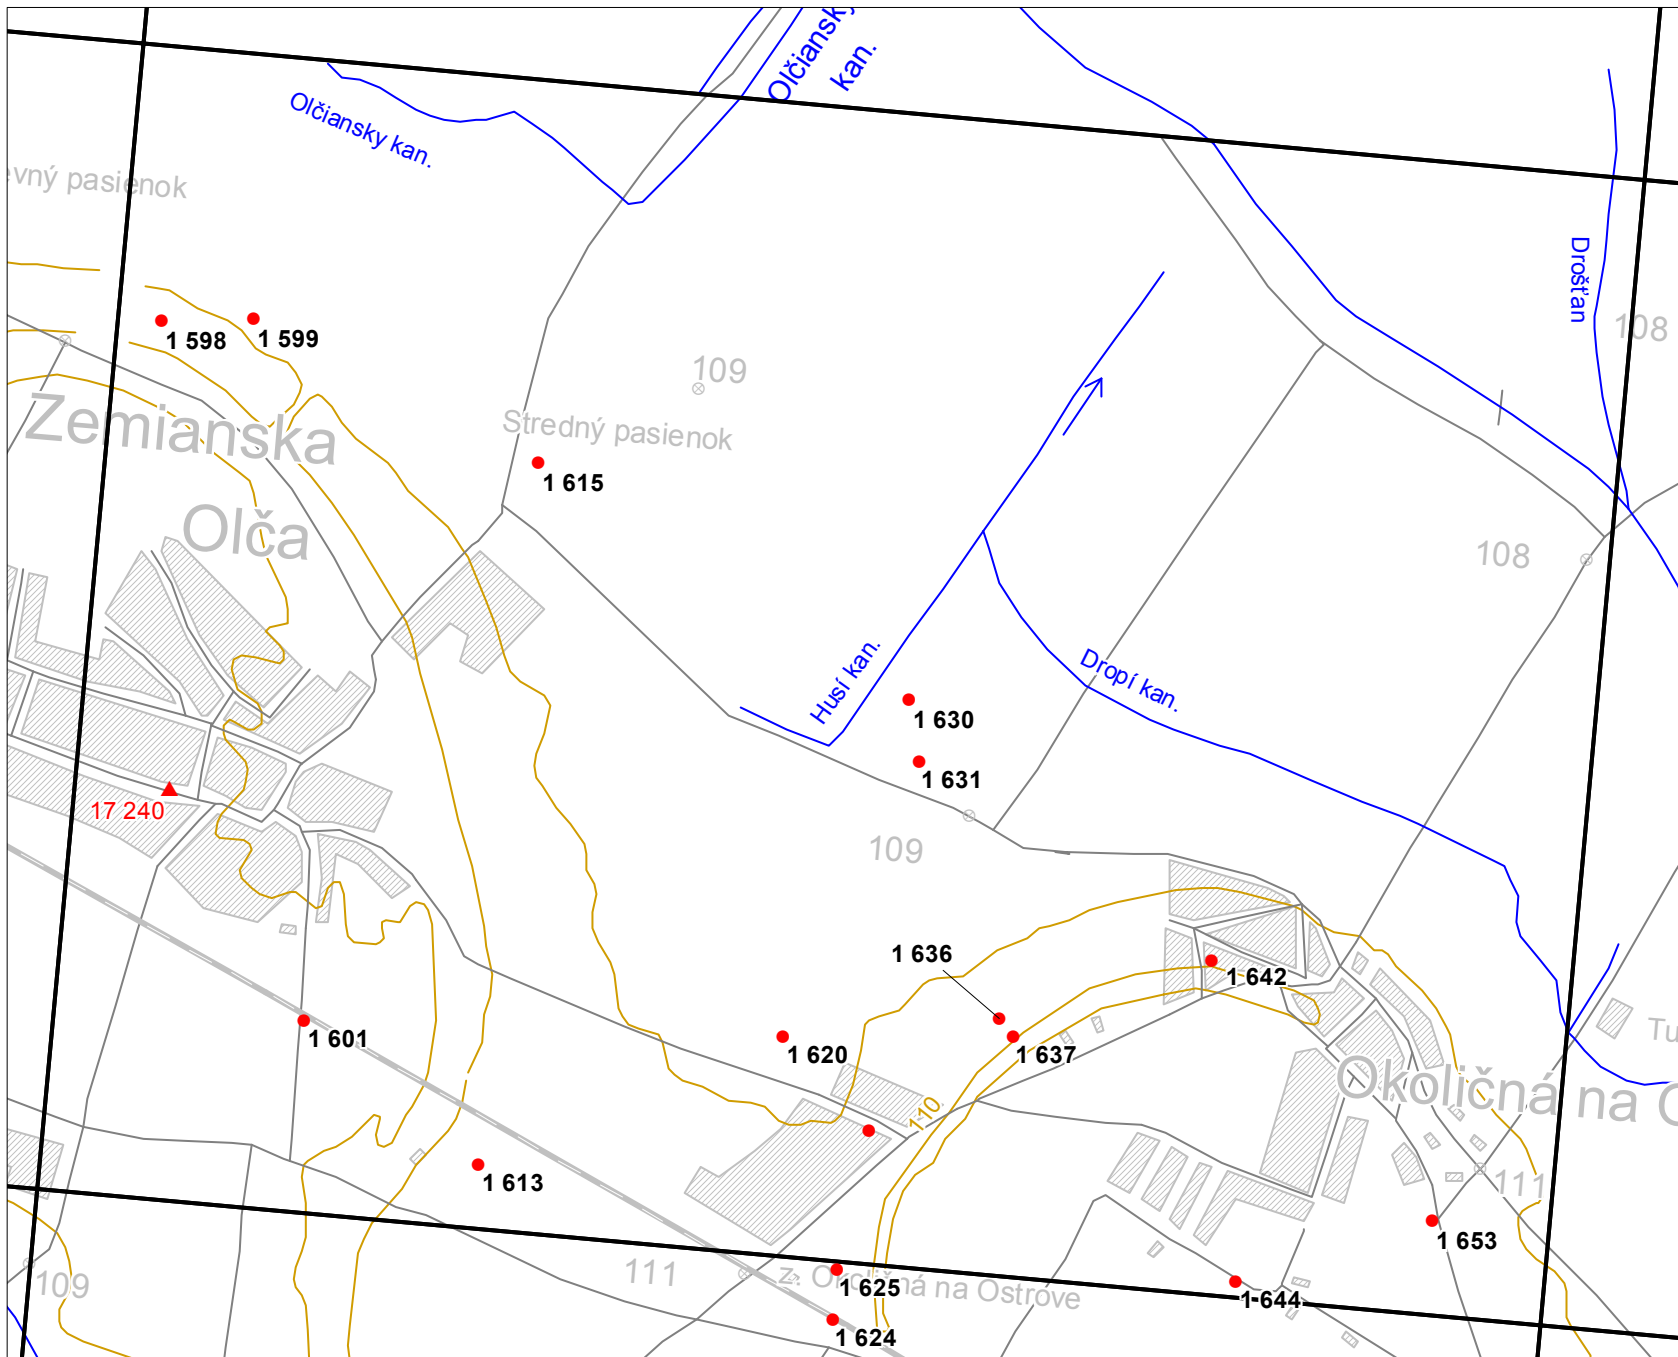 Olčiansky
kan.
Olčiansky kan.
evný pasienok
Drošťan
108
1 598
1 599
109
Zemianska
Stredný pasienok
1 615
Olča
108
Husí kan.
Dropí kan.
1 630
1 631
17 240
109
1 636
1 642
1 601
1 620
1 637
Tu
Okoličná na O
110
1 613
111
1 653
109
111
z. Okoličná na Ostrove
1 625
1 644
1 624